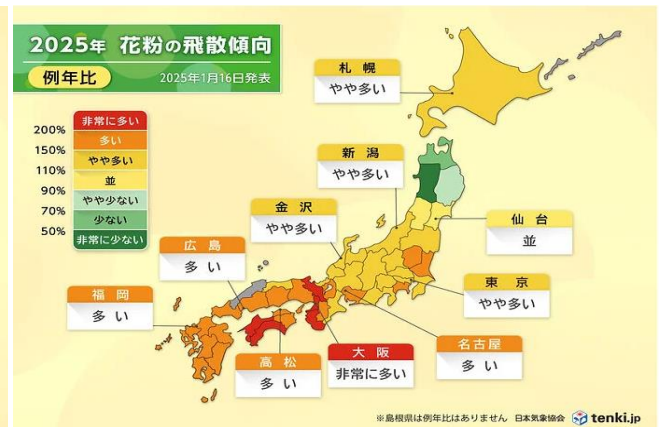 2025年 花粉の飛散傾向
例年比
2025年1月16日発表
200%
150%
110%
90%
70%
50%
非常に多い
多い
やや多い
並
やや少ない
少ない
非常に少ない
札幌
やや多い
新潟
やや多い
金沢
やや多い
仙台
並
広島
多い
東京
やや多い
福岡
多い
名古屋
多い
高松
多い
大阪
非常に多い
※島根県は例年比はありません 日本気象協会 tenki.jp